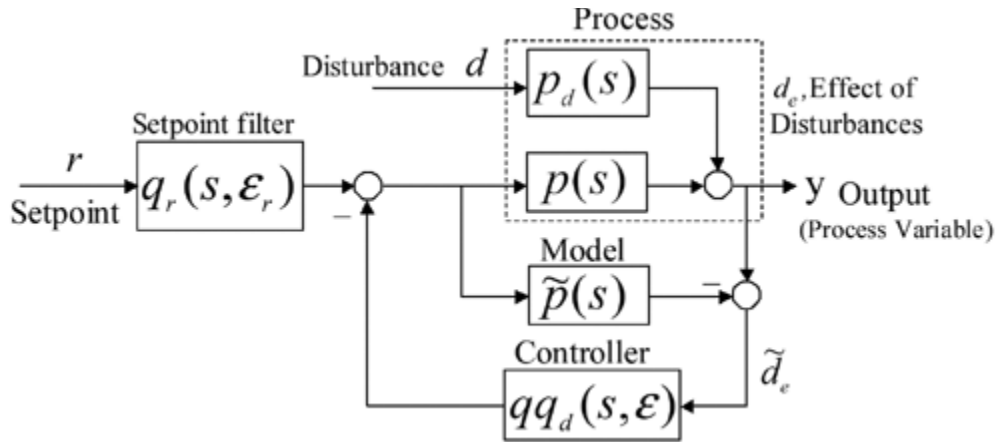 Process
Disturbance d
p_d(s)
d_e, Effect of
Disturbances
Setpoint filter
r
Setpoint
q_r(s,ε_r)
–
p(s)
y Output
(Process Variable)
Model
p̃(s)
–
Controller
qq_d(s,ε)
d̃_e